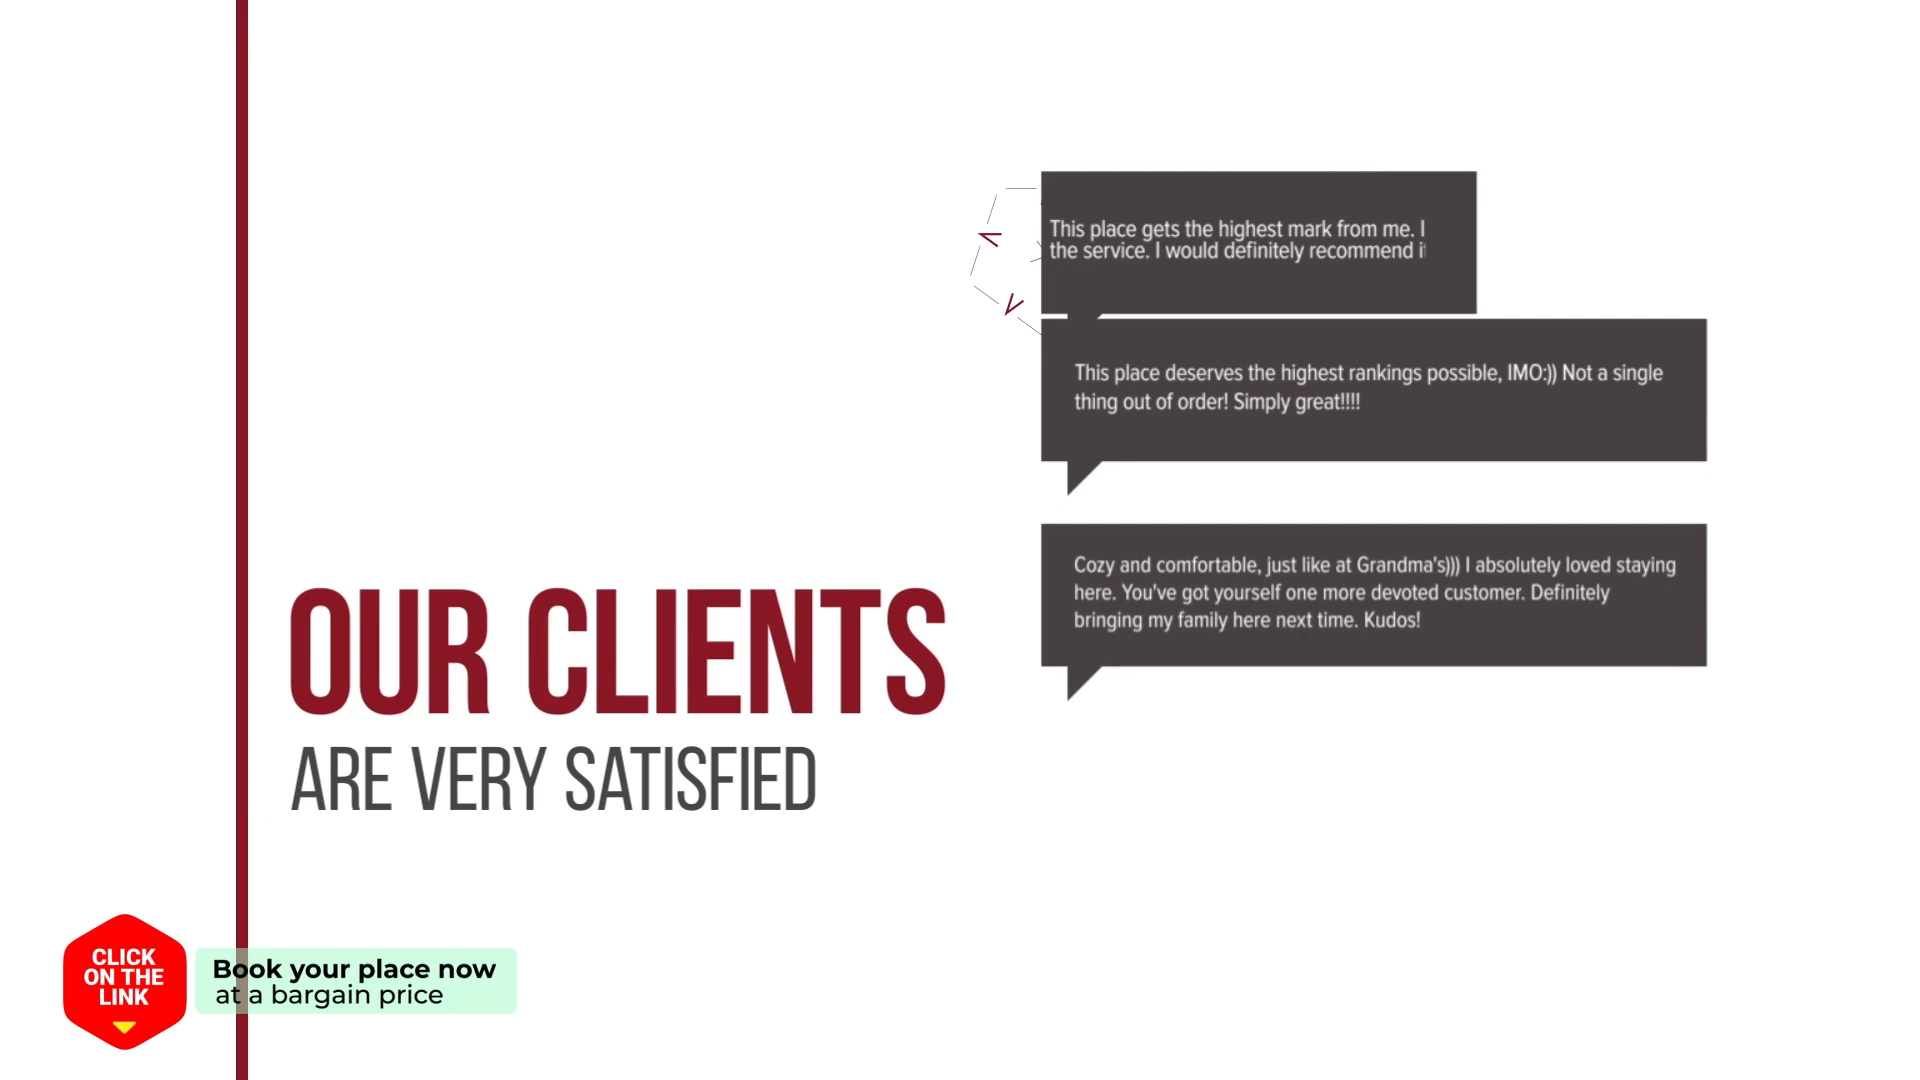 This place gets the highest mark from me. I
the service. I would definitely recommend
This place deserves the highest rankings possible, IMO:)) Not a single
thing out of order! Simply great!!!!
Cozy and comfortable, just like at Grandma's))) I absolutely loved staying
here. You've got yourself one more devoted customer. Definitely
bringing my family here next time. Kudos!
OUR CLIENTS
ARE VERY SATISFIED
CLICK
ON THE
LINK
Book your place now
at a bargain price